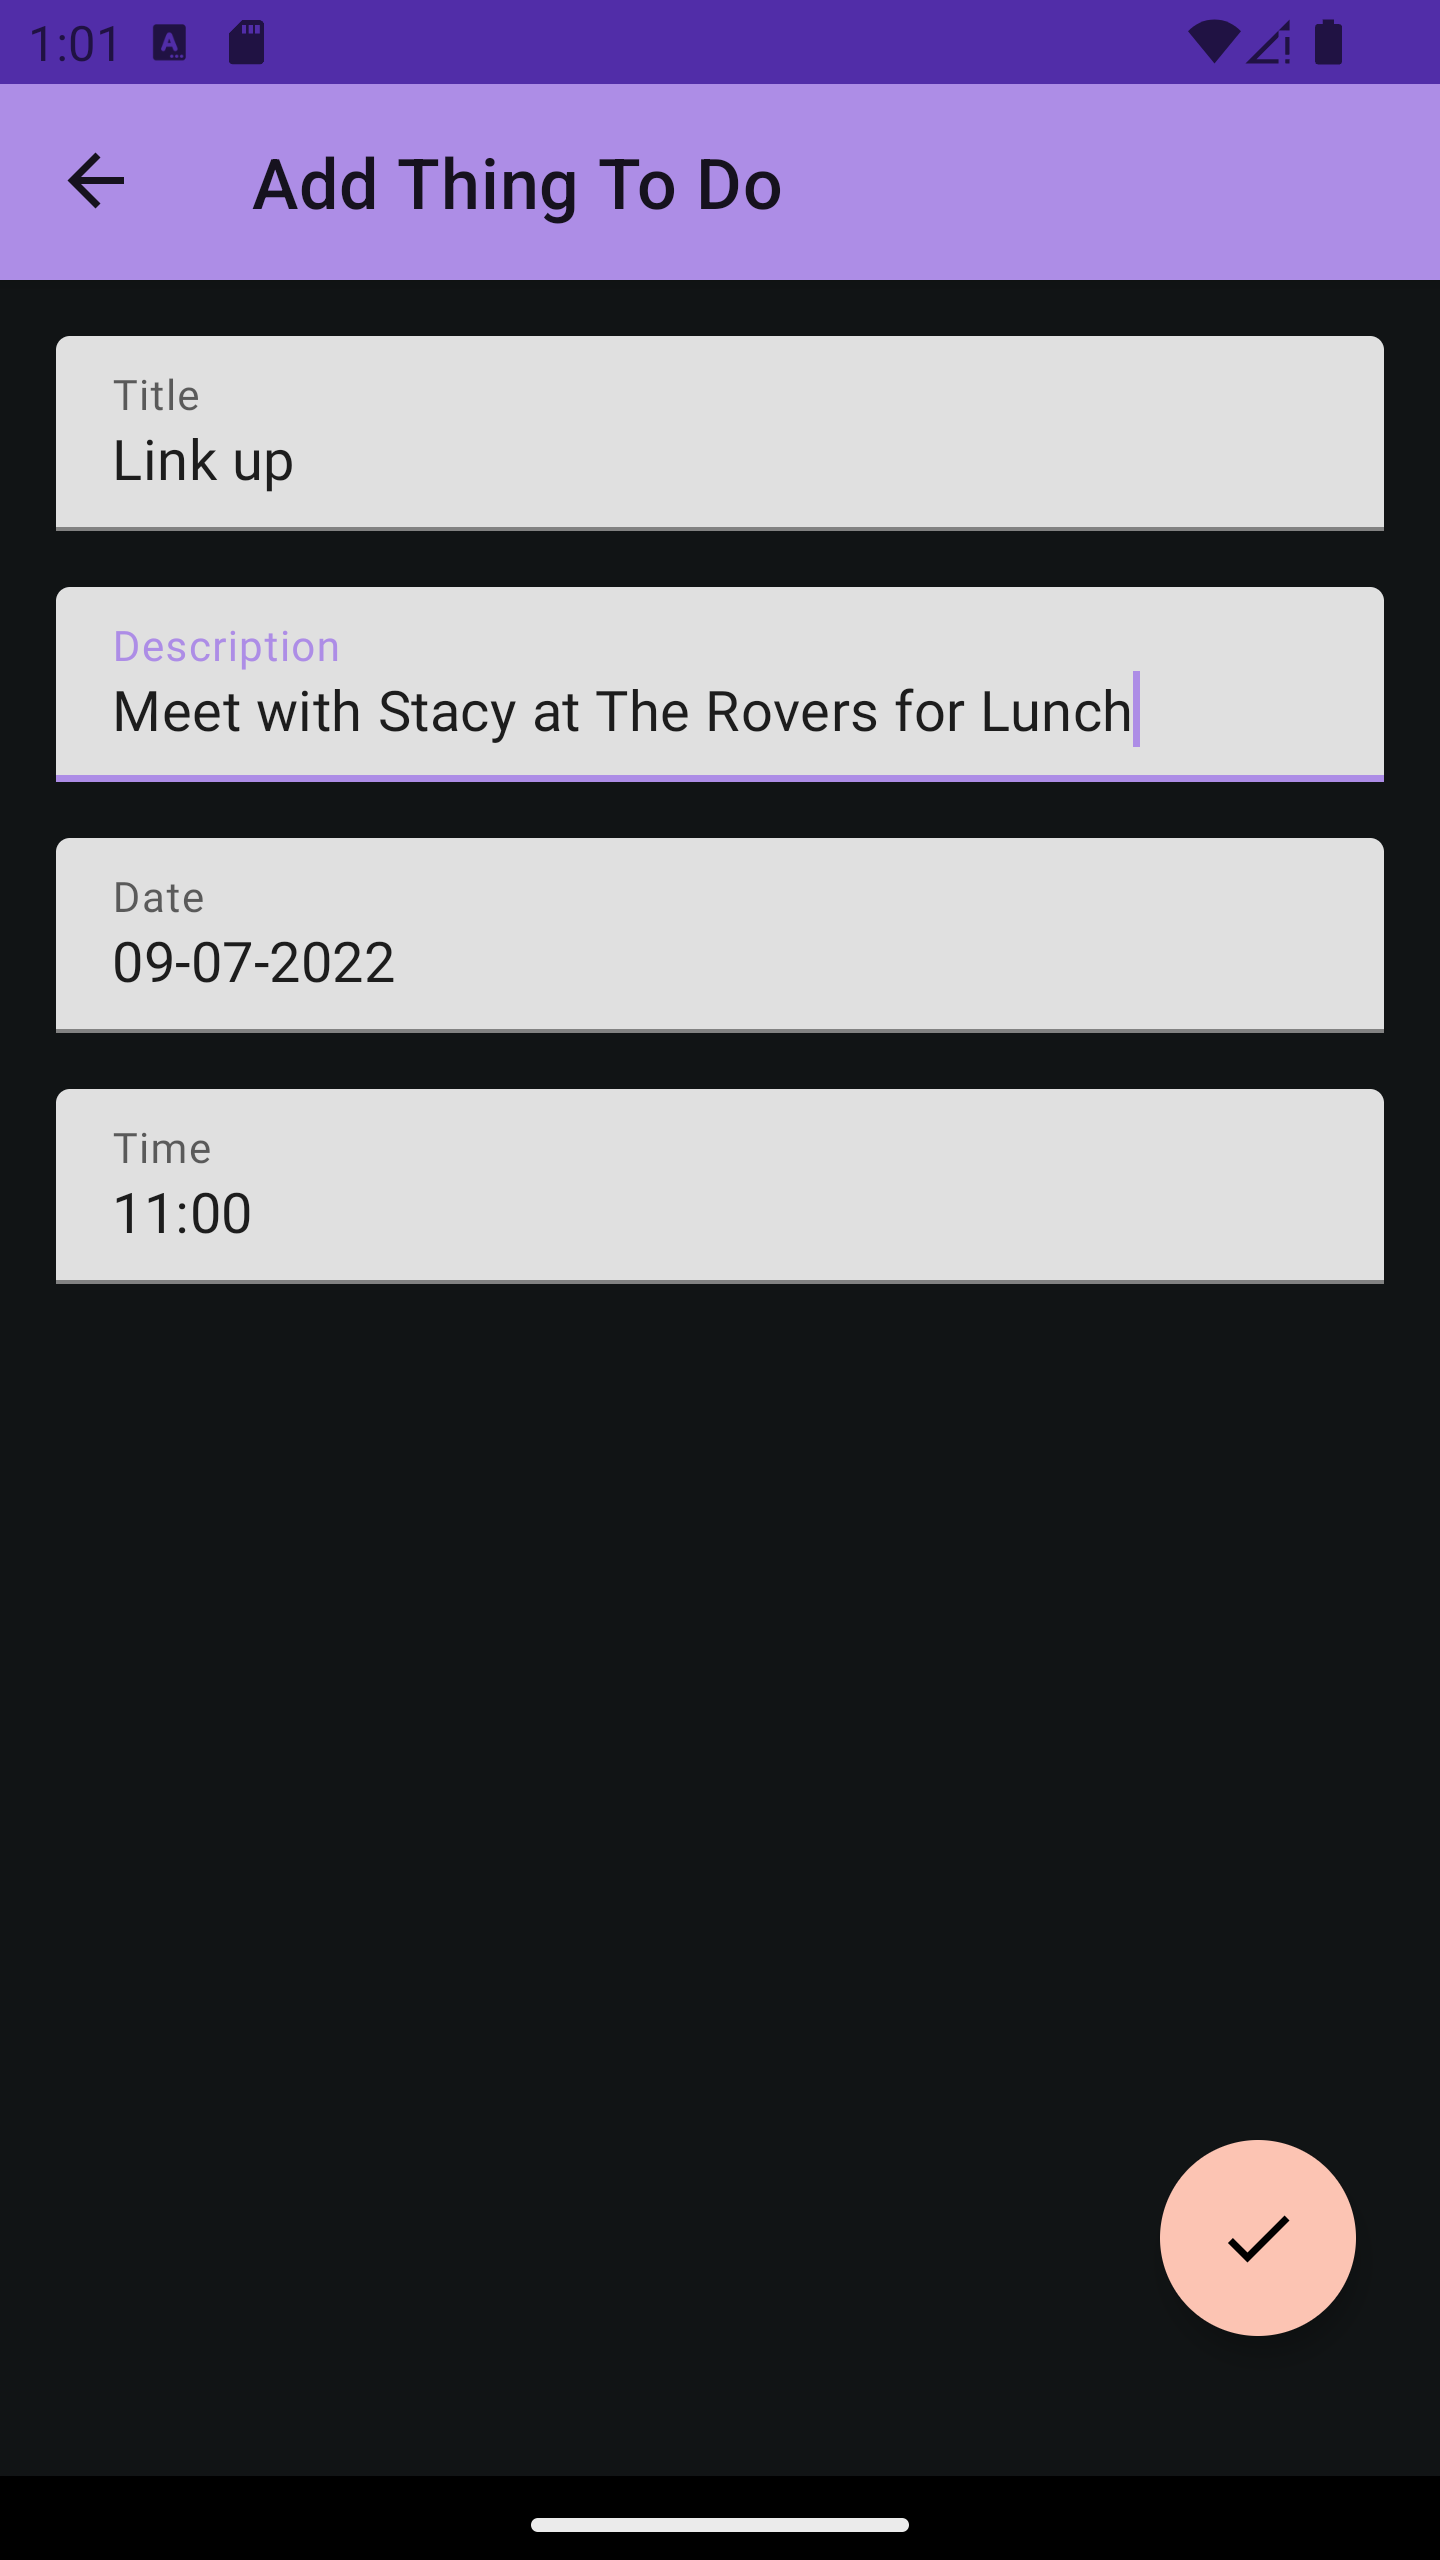 1:01
Add Thing To Do
Title
Link up
Description
Meet with Stacy at The Rovers for Lunch
Date
09-07-2022
Time
11:00